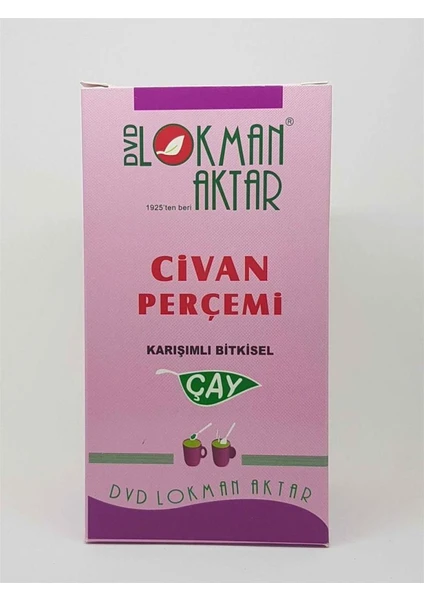 DVD LOKMAN®
1925'ten beri AKTAR
CİVAN
PERÇEMİ
KARIŞIMLI BİTKİSEL
ÇAY
DVD LOKMAN AKTAR